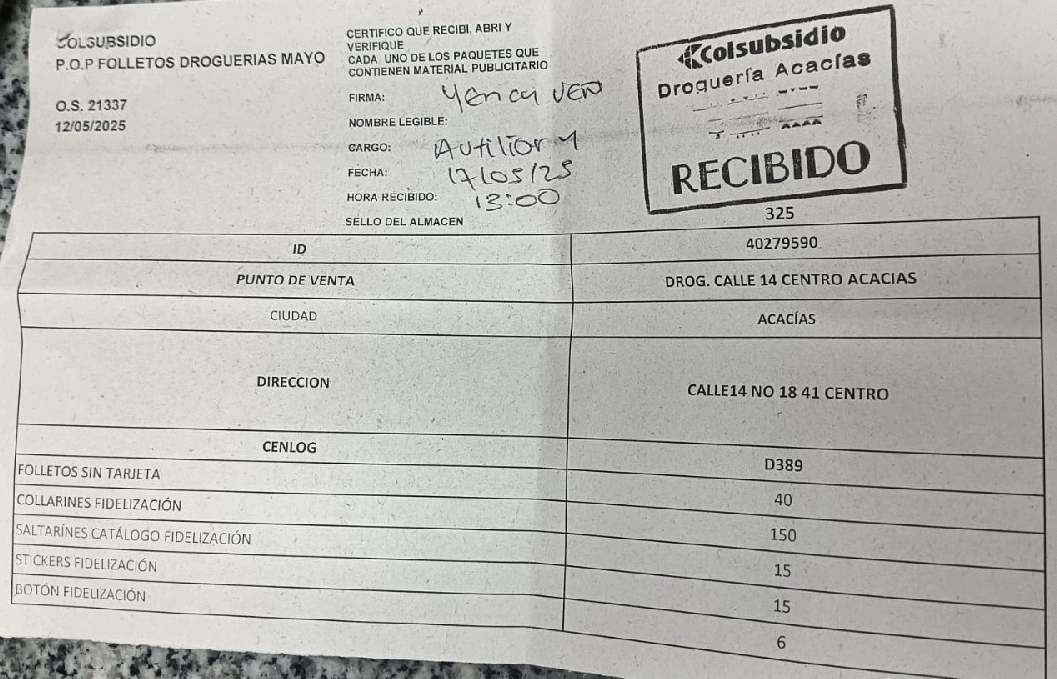 COLSUBSIDIO
P.O.P FOLLETOS DROGUERIAS MAYO
O.S. 21337
12/05/2025
CERTIFICO QUE RECIBI, ABRI Y
VERIFIQUE
CADA UNO DE LOS PAQUETES QUE
CONTIENEN MATERIAL PUBLICITARIO
FIRMA:
NOMBRE LEGIBLE:
CARGO:
FECHA: 17/05/25
HORA RECIBIDO: 13:00
SELLO DEL ALMACEN
Colsubsidio
Droguería Acacías
RECIBIDO
325
ID 40279590
PUNTO DE VENTA DROG. CALLE 14 CENTRO ACACIAS
CIUDAD ACACÍAS
DIRECCION CALLE14 NO 18 41 CENTRO
CENLOG D389
FOLLETOS SIN TARJETA 40
COLLARINES FIDELIZACIÓN 150
SALTARÍNES CATÁLOGO FIDELIZACIÓN 15
STICKERS FIDELIZACIÓN 15
BOTÓN FIDELIZACIÓN 6